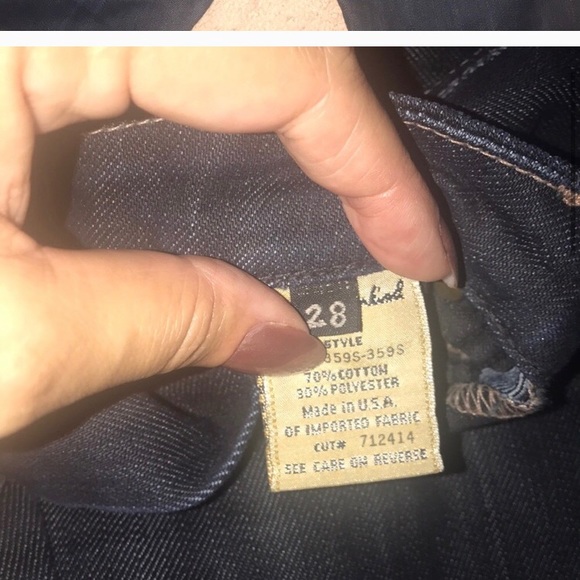 28
STYLE
359S-359S
70% COTTON
30% POLYESTER
Made in U.S.A.
OF IMPORTED FABRIC
CUT# 712414
SEE CARE ON REVERSE